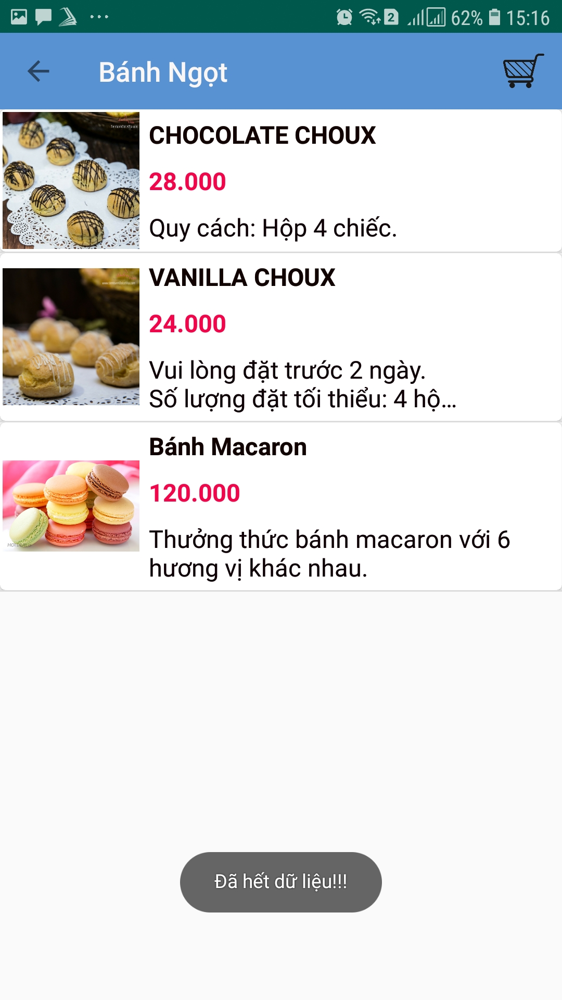 2 62% 15:16
Bánh Ngọt
CHOCOLATE CHOUX
28.000
Quy cách: Hộp 4 chiếc.
VANILLA CHOUX
24.000
Vui lòng đặt trước 2 ngày.
Số lượng đặt tối thiểu: 4 hộ...
Bánh Macaron
120.000
Thưởng thức bánh macaron với 6
hương vị khác nhau.
Đã hết dữ liệu!!!